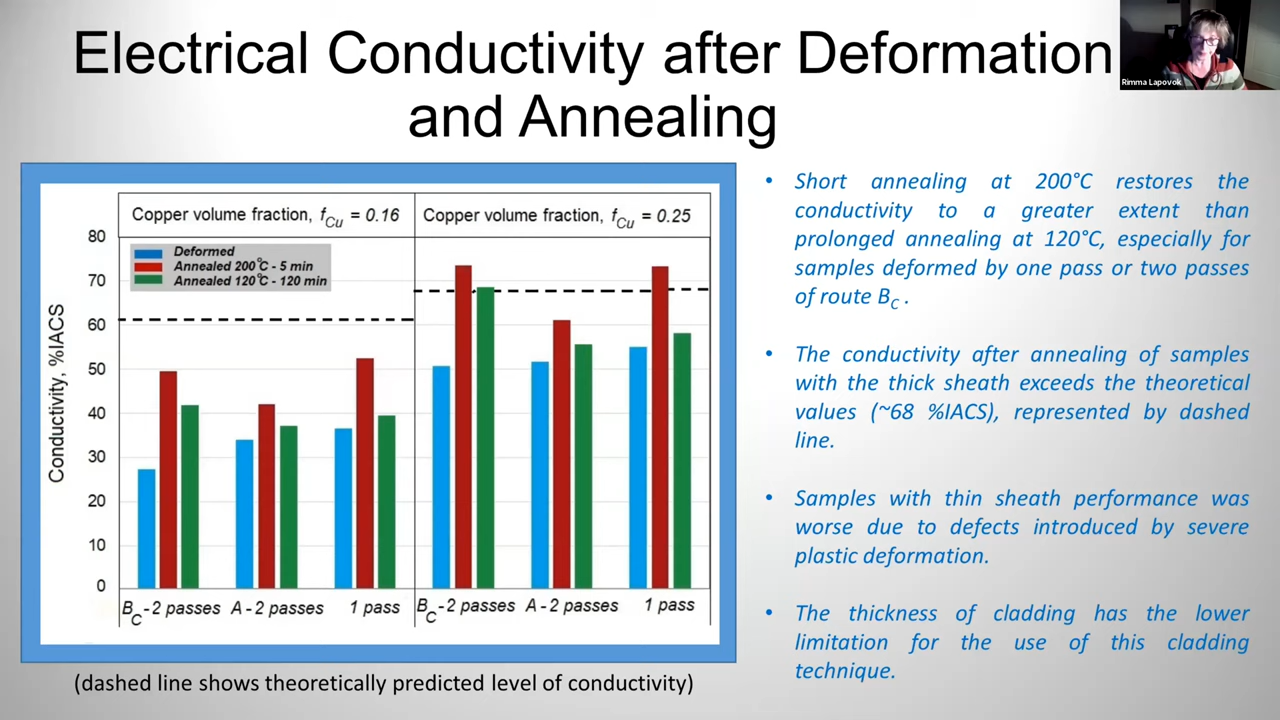 Electrical Conductivity after Deformation
and Annealing
Rimma Lapovok
Copper volume fraction, fCu = 0.16
Copper volume fraction, fCu = 0.25
Deformed
Annealed 200°C - 5 min
Annealed 120°C - 120 min
Conductivity, %IACS
80
70
60
50
40
30
20
10
0
BC - 2 passes
A - 2 passes
1 pass
BC - 2 passes
A - 2 passes
1 pass
(dashed line shows theoretically predicted level of conductivity)
• Short annealing at 200°C restores the
conductivity to a greater extent than
prolonged annealing at 120°C, especially for
samples deformed by one pass or two passes
of route BC .
• The conductivity after annealing of samples
with the thick sheath exceeds the theoretical
values (~68 %IACS), represented by dashed
line.
• Samples with thin sheath performance was
worse due to defects introduced by severe
plastic deformation.
• The thickness of cladding has the lower
limitation for the use of this cladding
technique.